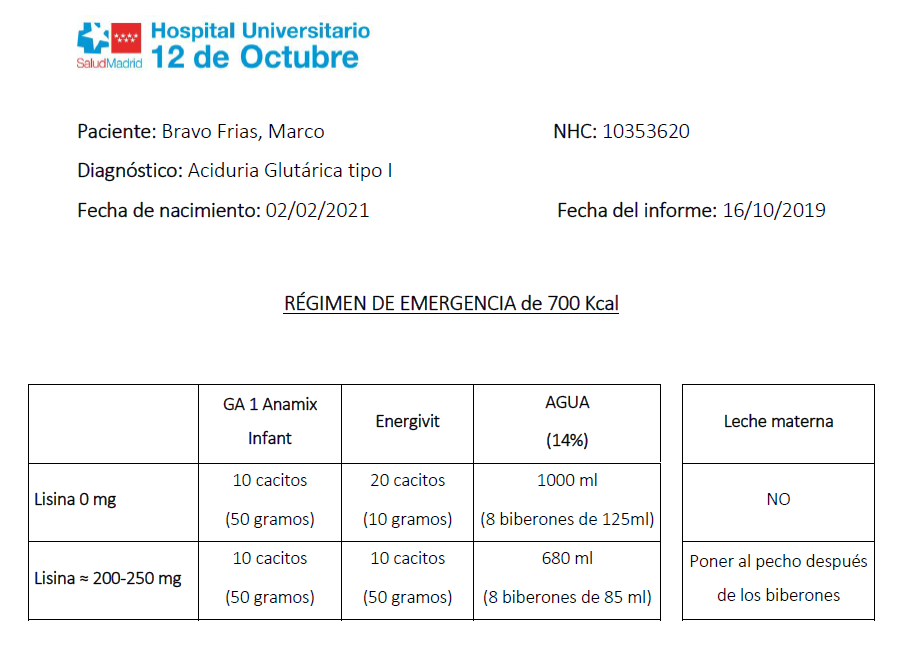 Hospital Universitario
SaludMadrid 12 de Octubre
Paciente: Bravo Frias, Marco NHC: 10353620
Diagnóstico: Aciduria Glutárica tipo I
Fecha de nacimiento: 02/02/2021 Fecha del informe: 16/10/2019
RÉGIMEN DE EMERGENCIA de 700 Kcal
GA 1 Anamix
Infant
Energivit
AGUA
(14%)
Leche materna
Lisina 0 mg
10 cacitos
(50 gramos)
20 cacitos
(10 gramos)
1000 ml
(8 biberones de 125ml)
NO
Lisina ≈ 200-250 mg
10 cacitos
(50 gramos)
10 cacitos
(50 gramos)
680 ml
(8 biberones de 85 ml)
Poner al pecho después
de los biberones